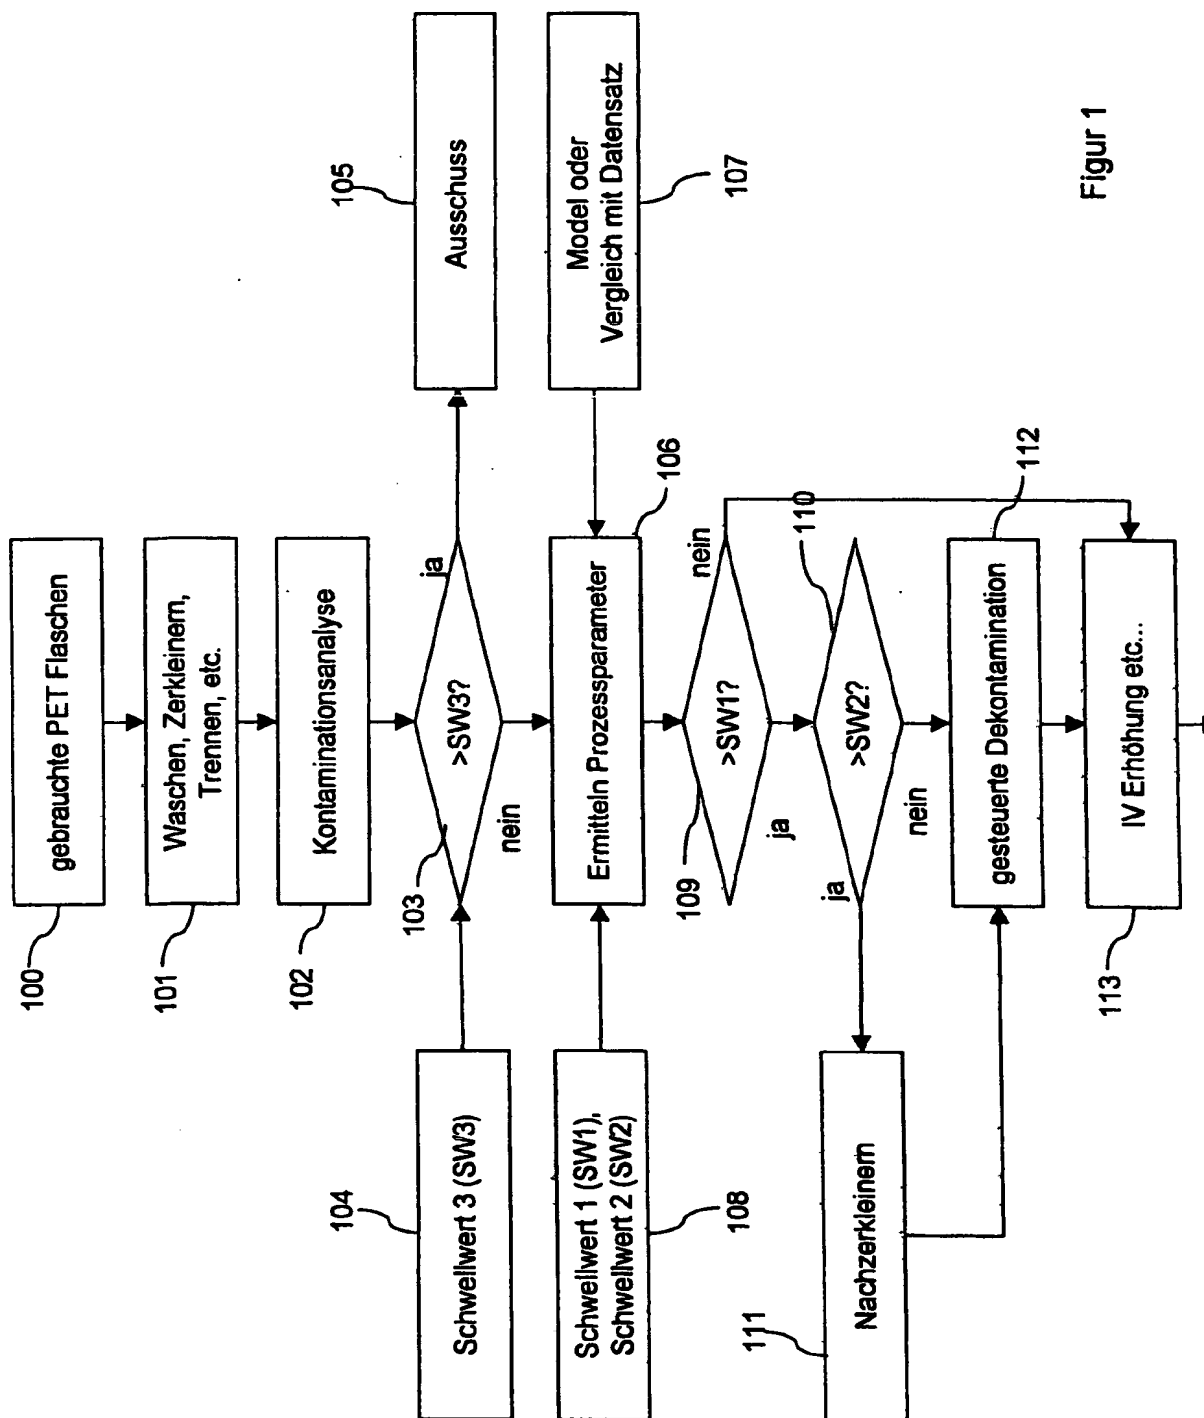 100
gebrauchte PET Flaschen
101
Waschen, Zerkleinern,
Trennen, etc.
102
Kontaminationsanalyse
104
Schwellwert 3 (SW3)
103
>SW3?
ja
nein
105
Ausschuss
108
Schwellwert 1 (SW1),
Schwellwert 2 (SW2)
Ermitteln Prozessparameter
106
Model oder
Vergleich mit Datensatz
107
109
>SW1?
nein
ja
110
>SW2?
ja
nein
111
Nachzerkleinern
gesteuerte Dekontamination
112
113
IV Erhöhung etc...
Figur 1